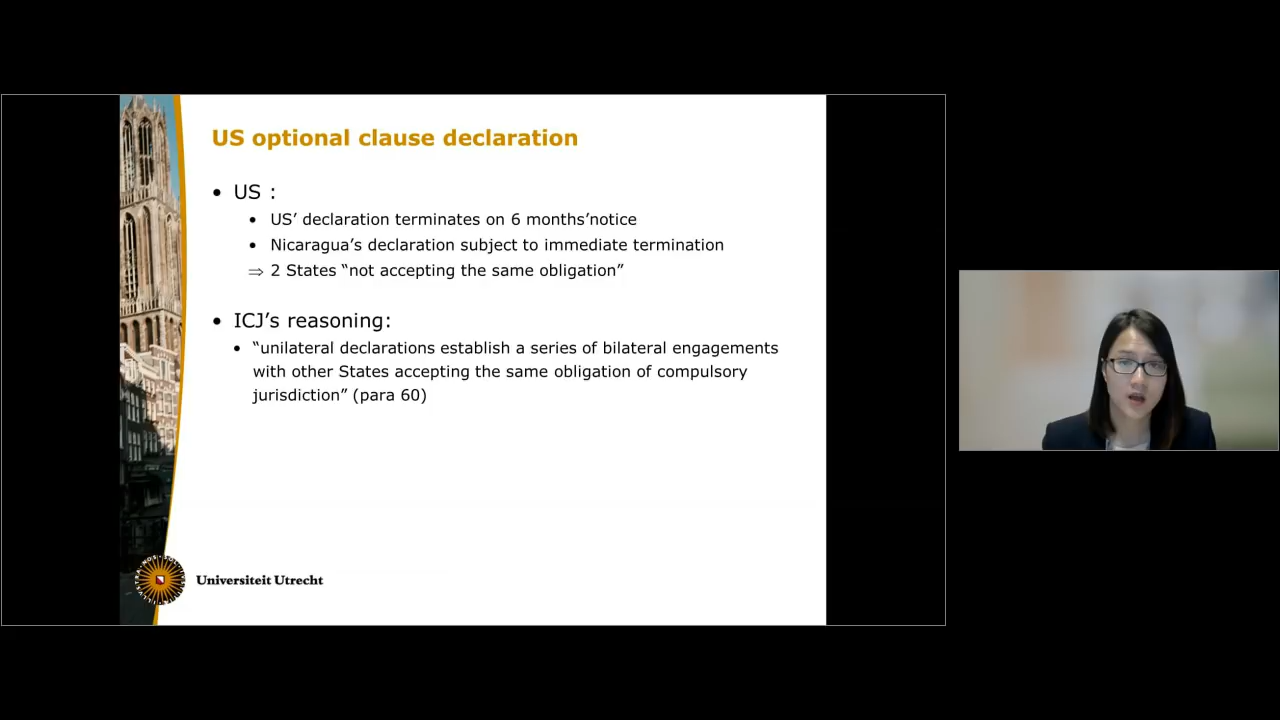 US optional clause declaration
• US :
• US’ declaration terminates on 6 months’notice
• Nicaragua’s declaration subject to immediate termination
⇒ 2 States “not accepting the same obligation”
• ICJ’s reasoning:
• “unilateral declarations establish a series of bilateral engagements
with other States accepting the same obligation of compulsory
jurisdiction” (para 60)
Universiteit Utrecht